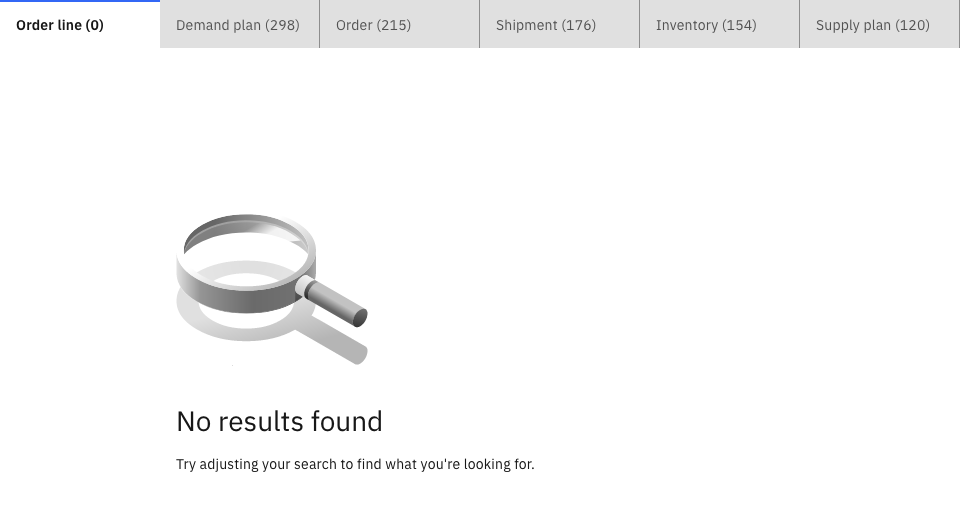 Order line (0)
Demand plan (298)
Order (215)
Shipment (176)
Inventory (154)
Supply plan (120)
No results found
Try adjusting your search to find what you're looking for.